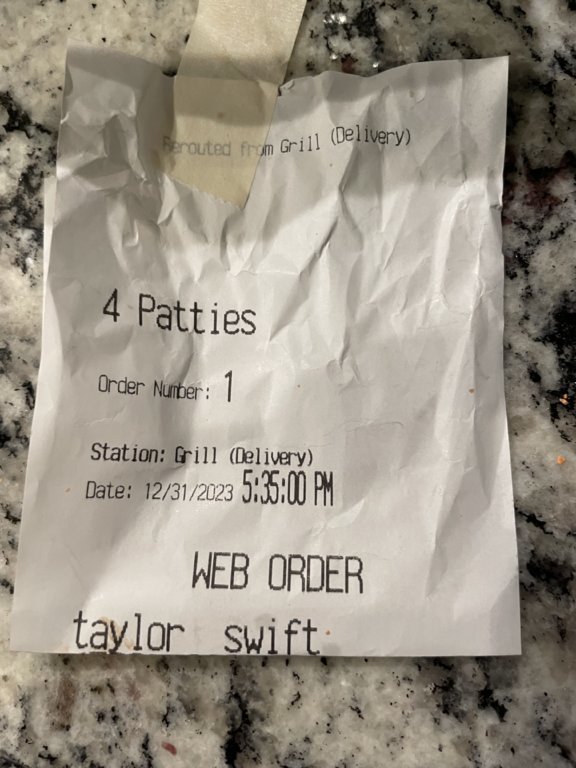 Rerouted from Grill (Delivery)
4 Patties
Order Number: 1
Station: Grill (Delivery)
Date: 12/31/2023 5:35:00 PM
WEB ORDER
taylor swift